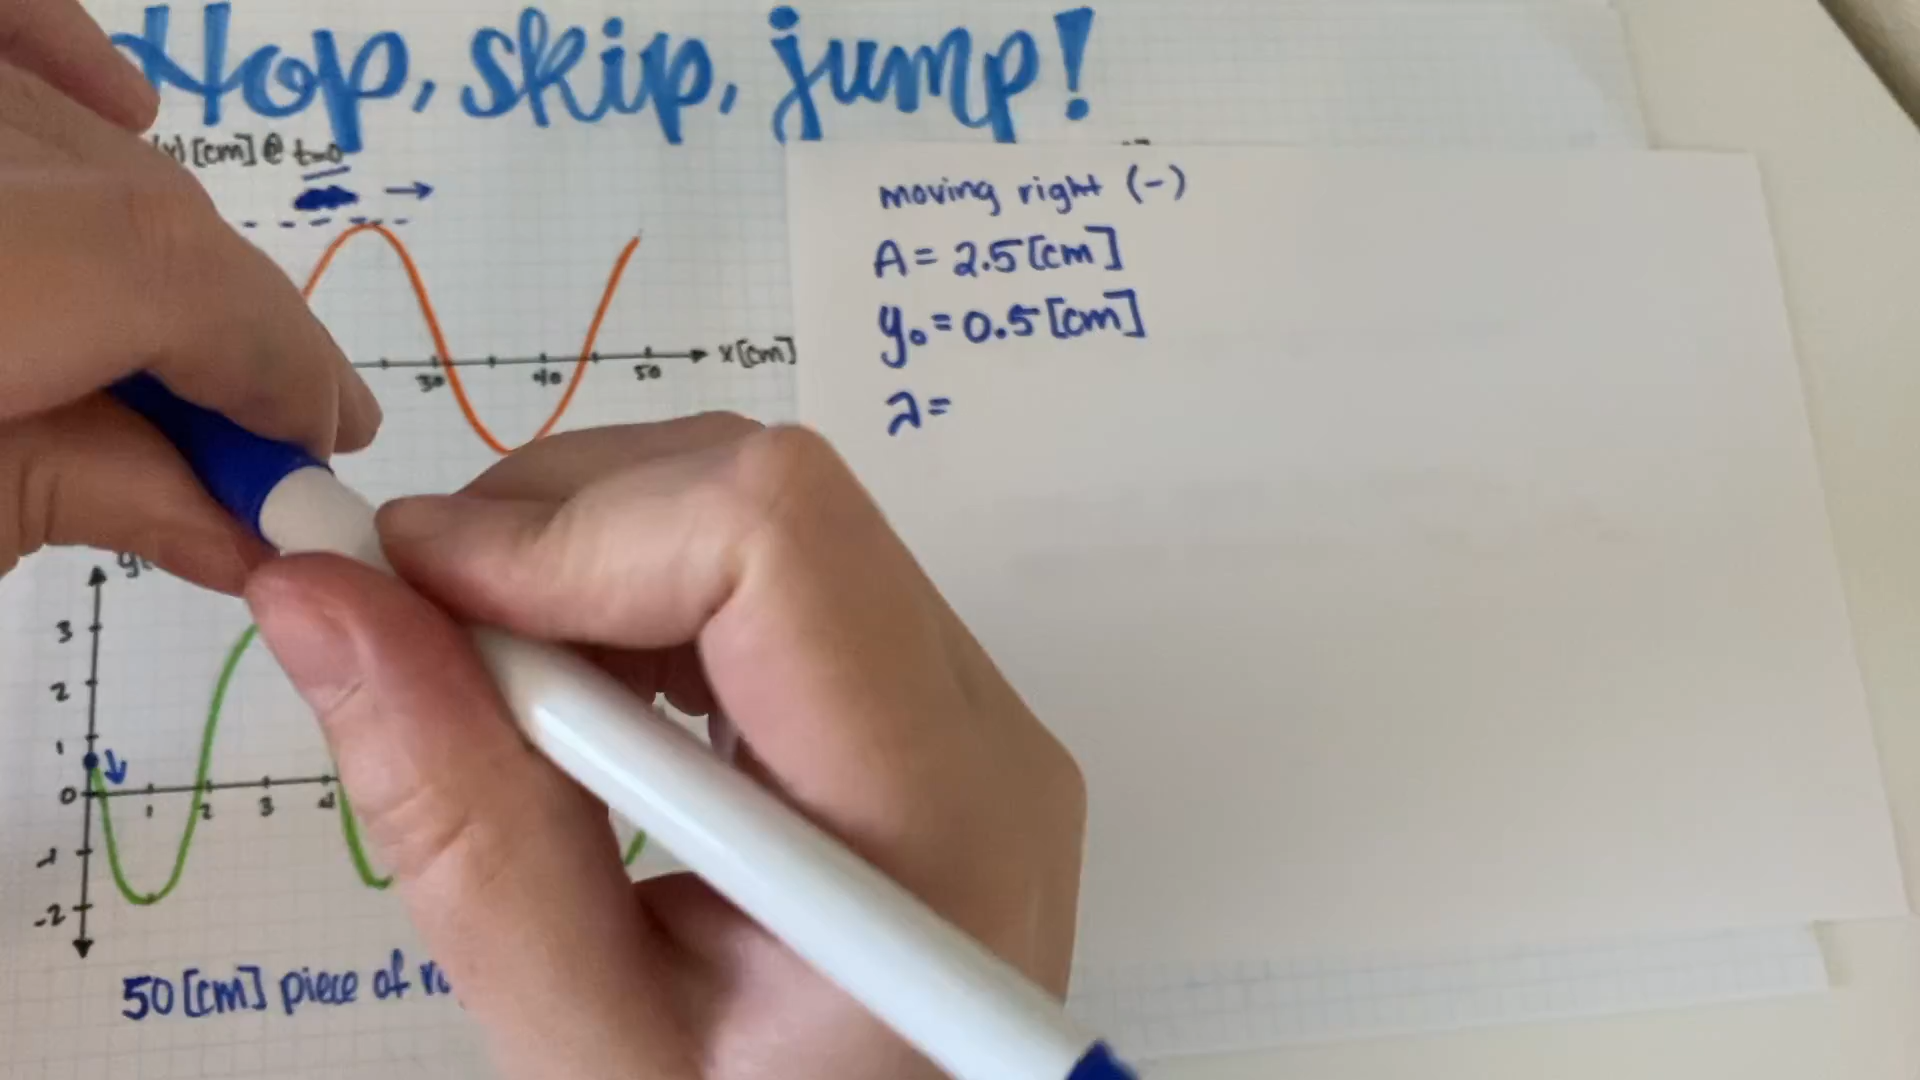 Hop, skip, jump!
[cm] @ t=0
30 40 50 x[cm]
moving right (-)
A = 2.5 [cm]
y₀ = 0.5 [cm]
λ =
3
2
1
0
-1
-2
1 2 3 4
50 [cm] piece of